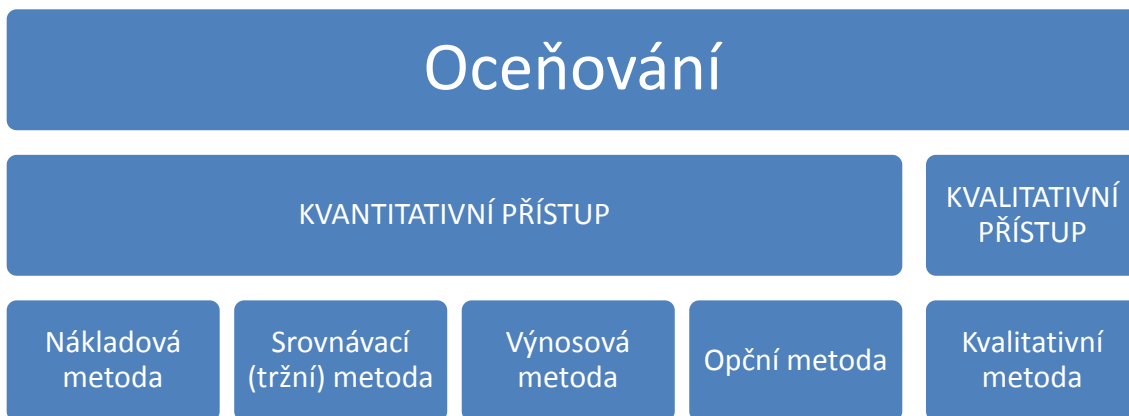 Oceňování
KVANTITATIVNÍ PŘÍSTUP
KVALITATIVNÍ
PŘÍSTUP
Nákladová
metoda
Srovnávací
(tržní) metoda
Výnosová
metoda
Opční metoda
Kvalitativní
metoda